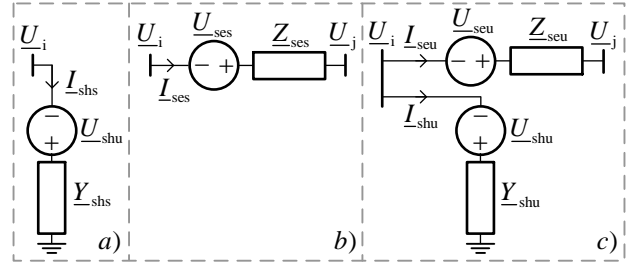 U_i
I_shs
− + U_shu
Y_shs
a)
U_i U_ses Z_ses U_j
− +
I_ses
b)
U_i I_seu U_seu Z_seu U_j
− +
I_shu
− + U_shu
Y_shu
c)